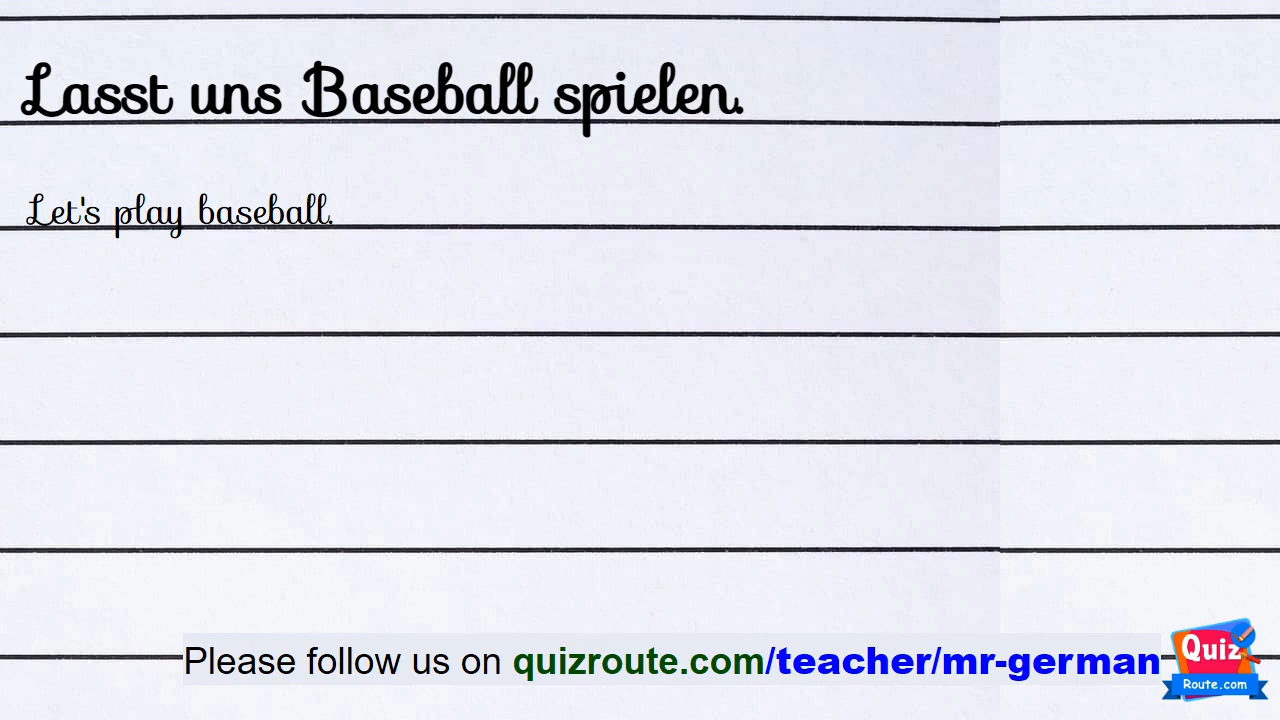 Lasst uns Baseball spielen.
Let's play baseball.
Please follow us on quizroute.com/teacher/mr-german
Quiz
Route.com